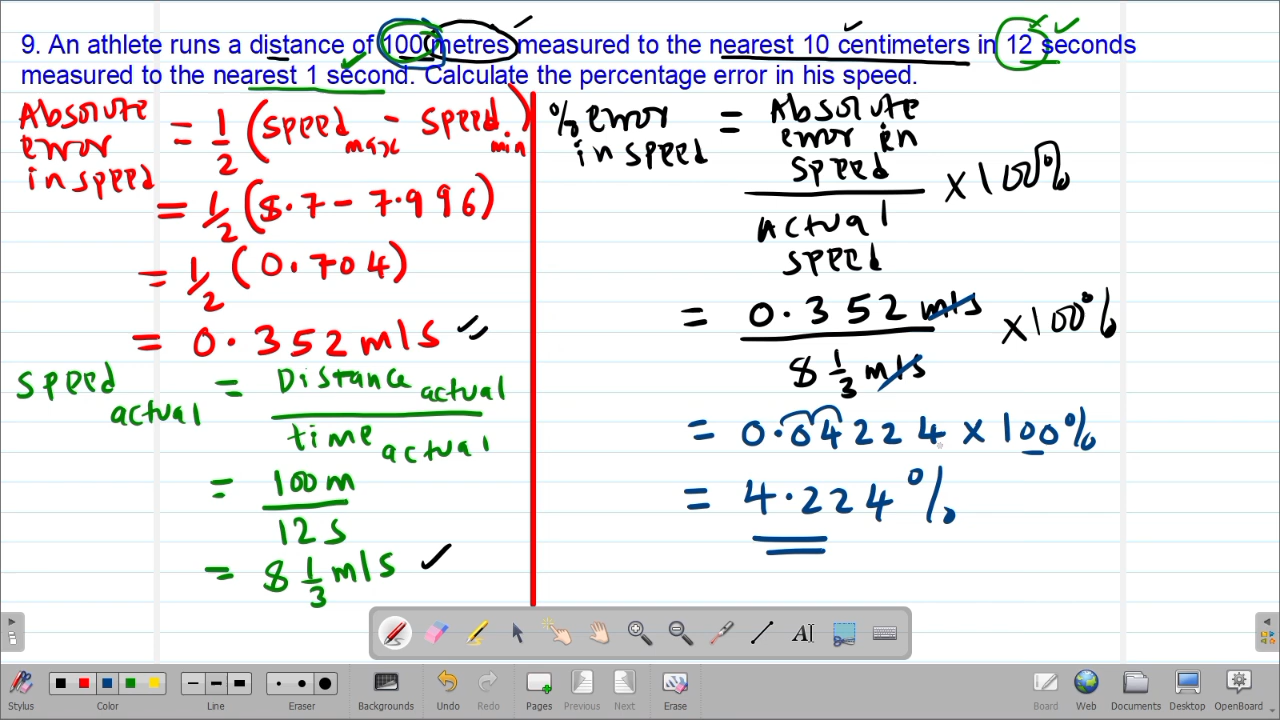 9. An athlete runs a distance of 100 metres measured to the nearest 10 centimeters in 12 seconds
measured to the nearest 1 second. Calculate the percentage error in his speed.
Absolute error in speed = 1/2 (speed max - speed min)
= 1/2 (8.7 - 7.996)
= 1/2 (0.704)
= 0.352 m/s
speed actual = Distance actual / time actual
= 100m / 12 s
= 8 1/3 m/s
% error in speed = Absolute error in speed / actual speed × 100%
= 0.352 m/s / 8 1/3 m/s × 100%
= 0.04224 × 100%
= 4.224%
Stylus
Color
Line
Eraser
Backgrounds
Undo
Redo
Pages
Previous
Next
Erase
Board
Web
Documents
Desktop
OpenBoard